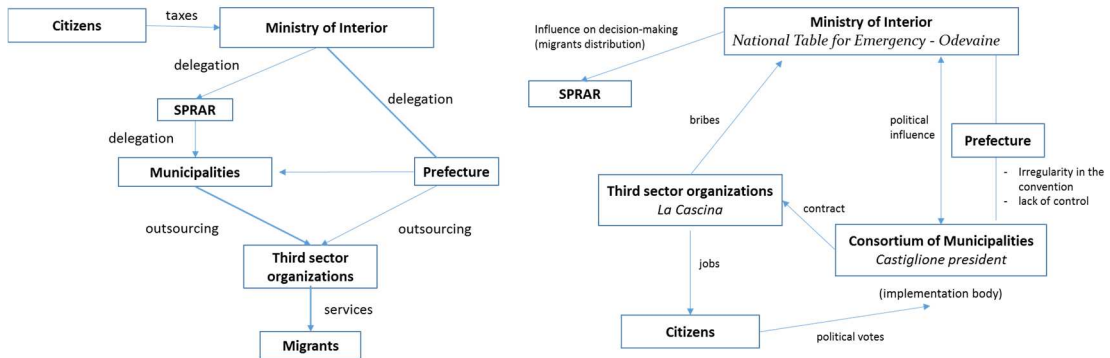 Citizens
taxes
Ministry of Interior
delegation
delegation
SPRAR
delegation
Municipalities
Prefecture
outsourcing
outsourcing
Third sector
organizations
services
Migrants
Ministry of Interior
National Table for Emergency - Odevaine
Influence on decision-making
(migrants distribution)
SPRAR
bribes
political
influence
Prefecture
- Irregularity in the
convention
- lack of control
Third sector organizations
La Cascina
contract
Consortium of Municipalities
Castiglione president
jobs
(implementation body)
Citizens
political votes